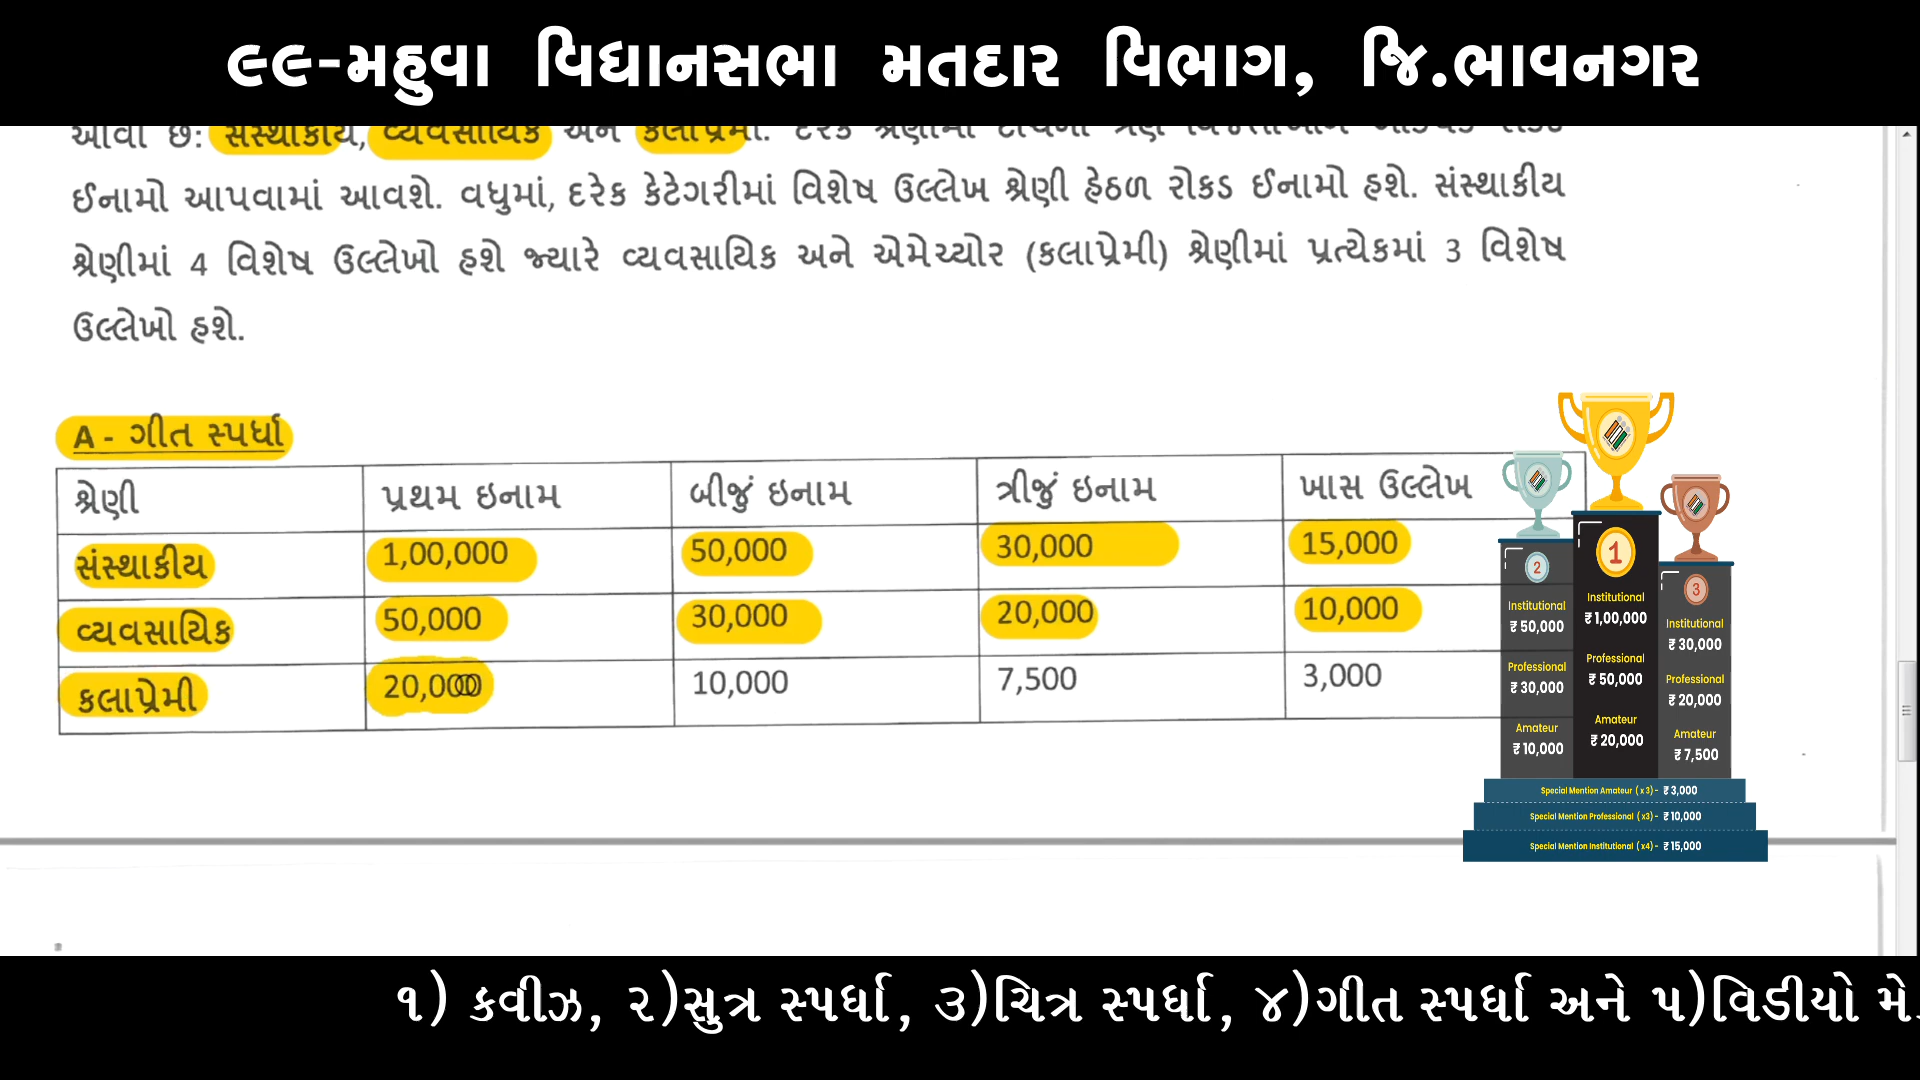 ૯૯-મહુવા વિધાનસભા મતદાર વિભાગ, જિ.ભાવનગર
આવી છે: સંસ્થાકીય, વ્યવસાયિક અને કલાપ્રેમી. દરેક શ્રેણીમાં
ઈનામો આપવામાં આવશે. વધુમાં, દરેક કેટેગરીમાં વિશેષ ઉલ્લેખ શ્રેણી હેઠળ રોકડ ઈનામો હશે. સંસ્થાકીય
શ્રેણીમાં 4 વિશેષ ઉલ્લેખો હશે જ્યારે વ્યવસાયિક અને એમેચ્યોર (કલાપ્રેમી) શ્રેણીમાં પ્રત્યેકમાં 3 વિશેષ
ઉલ્લેખો હશે.
A - ગીત સ્પર્ધા
શ્રેણી પ્રથમ ઇનામ બીજું ઇનામ ત્રીજું ઇનામ ખાસ ઉલ્લેખ
સંસ્થાકીય 1,00,000 50,000 30,000 15,000
વ્યવસાયિક 50,000 30,000 20,000 10,000
કલાપ્રેમી 20,000 10,000 7,500 3,000
2
Institutional
₹ 50,000
Professional
₹ 30,000
Amateur
₹ 10,000
1
Institutional
₹ 1,00,000
Professional
₹ 50,000
Amateur
₹ 20,000
3
Institutional
₹ 30,000
Professional
₹ 20,000
Amateur
₹ 7,500
Special Mention Amateur ( x 3) - ₹ 3,000
Special Mention Professional ( x3) - ₹ 10,000
Special Mention Institutional ( x4) - ₹ 15,000
૧) ક્વીઝ, ૨)સુત્ર સ્પર્ધા, ૩)ચિત્ર સ્પર્ધા, ૪)ગીત સ્પર્ધા અને ૫)વિડીયો મે